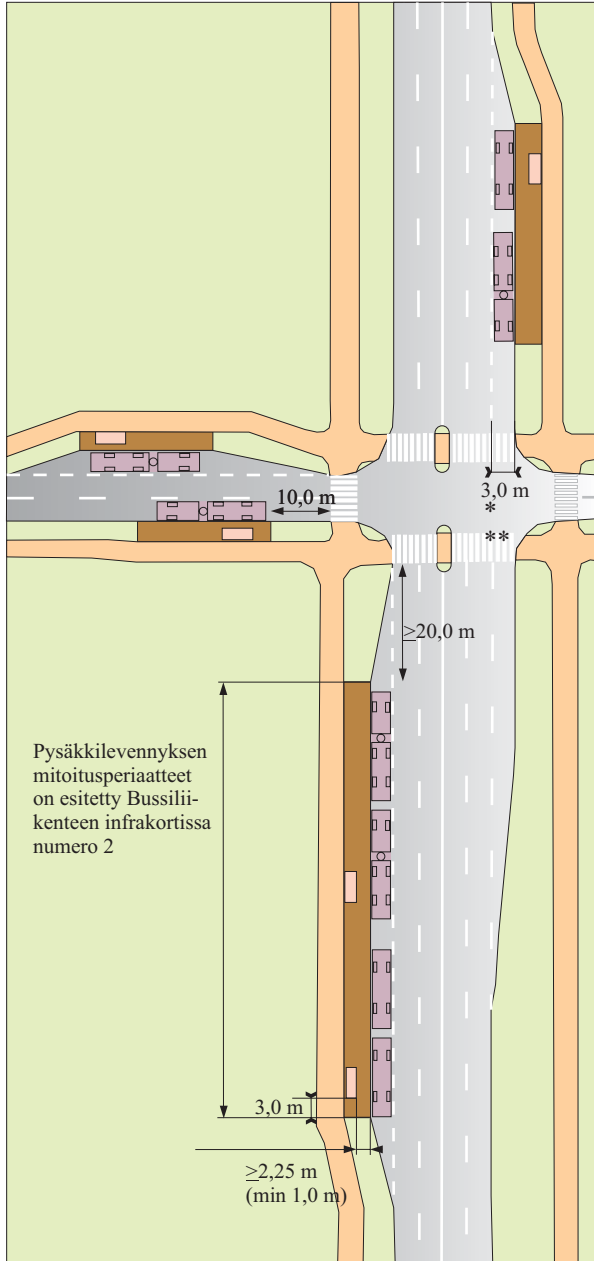 10,0 m
3,0 m
*
**
≥20,0 m
Pysäkkilevennyksen
mitoitusperiaatteet
on esitetty Bussilii-
kenteen infrakortissa
numero 2
3,0 m
≥2,25 m
(min 1,0 m)